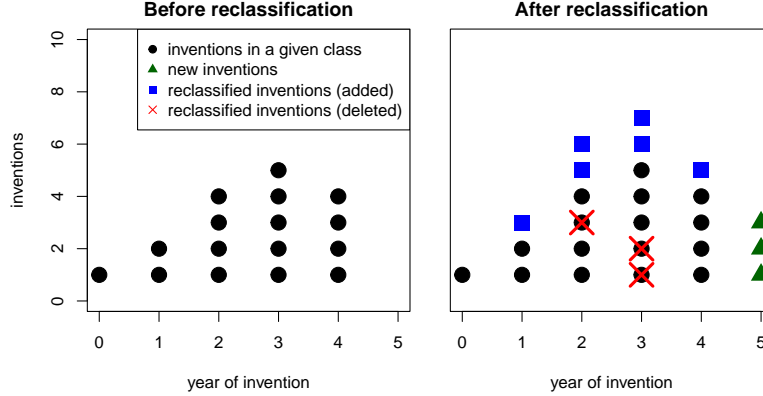 Before reclassification
10
8
6
4
2
0
inventions
inventions in a given class
new inventions
reclassified inventions (added)
reclassified inventions (deleted)
0 1 2 3 4 5
year of invention
After reclassification
0 1 2 3 4 5
year of invention